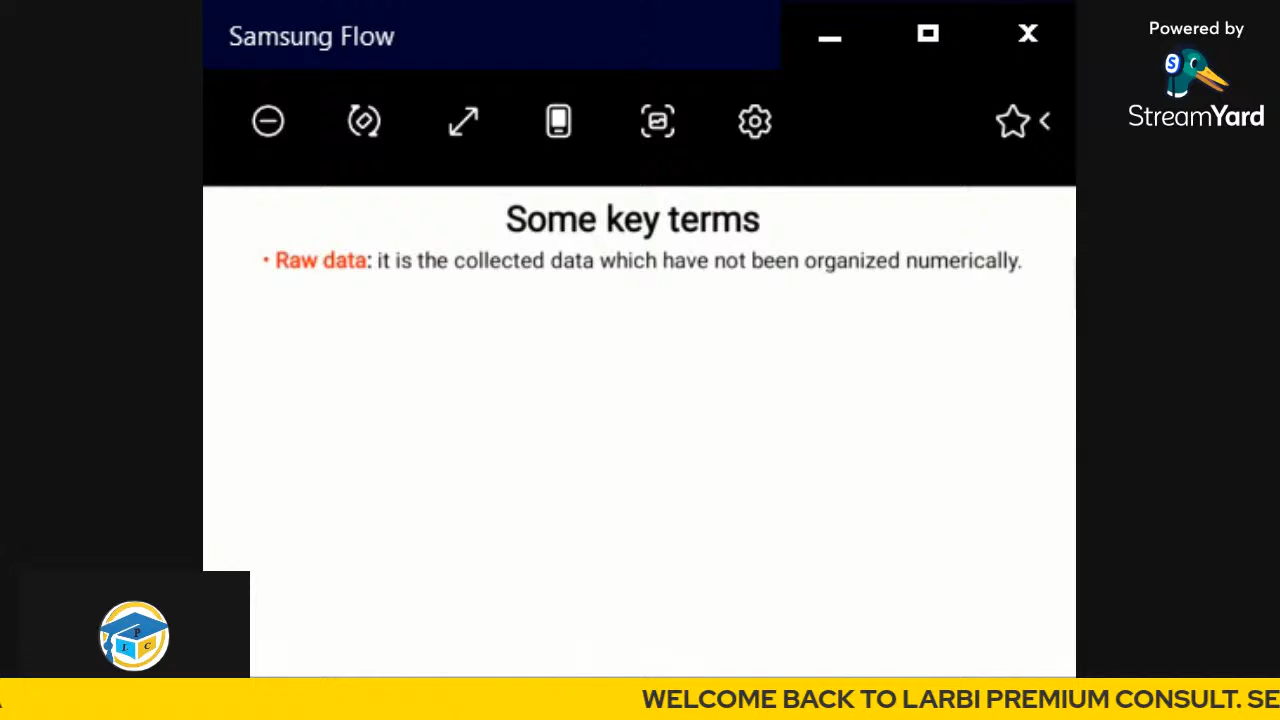 Samsung Flow
Powered by
StreamYard
Some key terms
• Raw data: it is the collected data which have not been organized numerically.
P
L C
WELCOME BACK TO LARBI PREMIUM CONSULT. SE